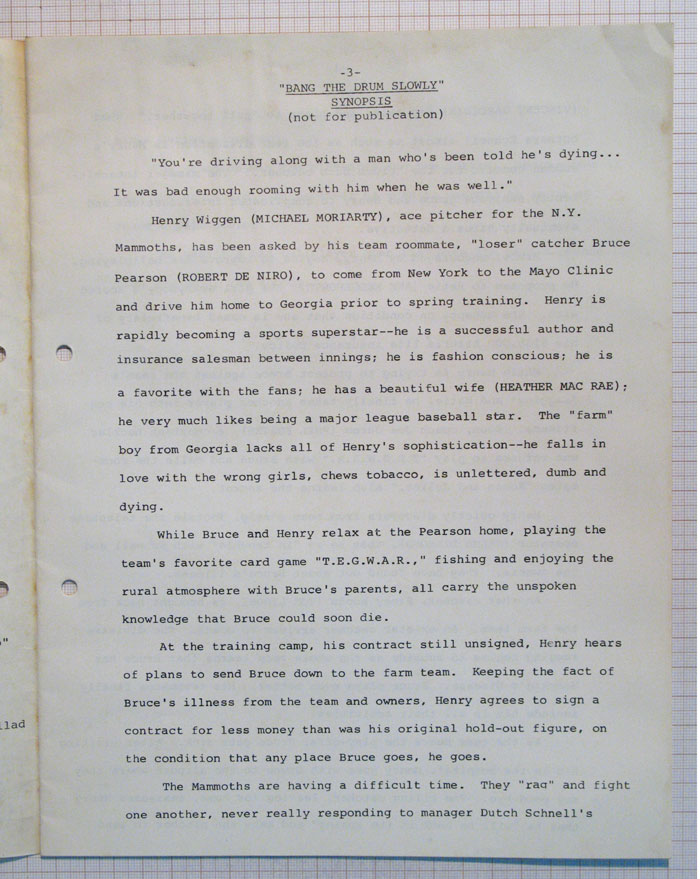 -3-
"BANG THE DRUM SLOWLY"
SYNOPSIS
(not for publication)
"You're driving along with a man who's been told he's dying...
It was bad enough rooming with him when he was well."
Henry Wiggen (MICHAEL MORIARTY), ace pitcher for the N.Y.
Mammoths, has been asked by his team roommate, "loser" catcher Bruce
Pearson (ROBERT DE NIRO), to come from New York to the Mayo Clinic
and drive him home to Georgia prior to spring training. Henry is
rapidly becoming a sports superstar--he is a successful author and
insurance salesman between innings; he is fashion conscious; he is
a favorite with the fans; he has a beautiful wife (HEATHER MAC RAE);
he very much likes being a major league baseball star. The "farm"
boy from Georgia lacks all of Henry's sophistication--he falls in
love with the wrong girls, chews tobacco, is unlettered, dumb and
dying.
While Bruce and Henry relax at the Pearson home, playing the
team's favorite card game "T.E.G.W.A.R.," fishing and enjoying the
rural atmosphere with Bruce's parents, all carry the unspoken
knowledge that Bruce could soon die.
At the training camp, his contract still unsigned, Henry hears
of plans to send Bruce down to the farm team. Keeping the fact of
Bruce's illness from the team and owners, Henry agrees to sign a
contract for less money than was his original hold-out figure, on
the condition that any place Bruce goes, he goes.
The Mammoths are having a difficult time. They "rag" and fight
one another, never really responding to manager Dutch Schnell's